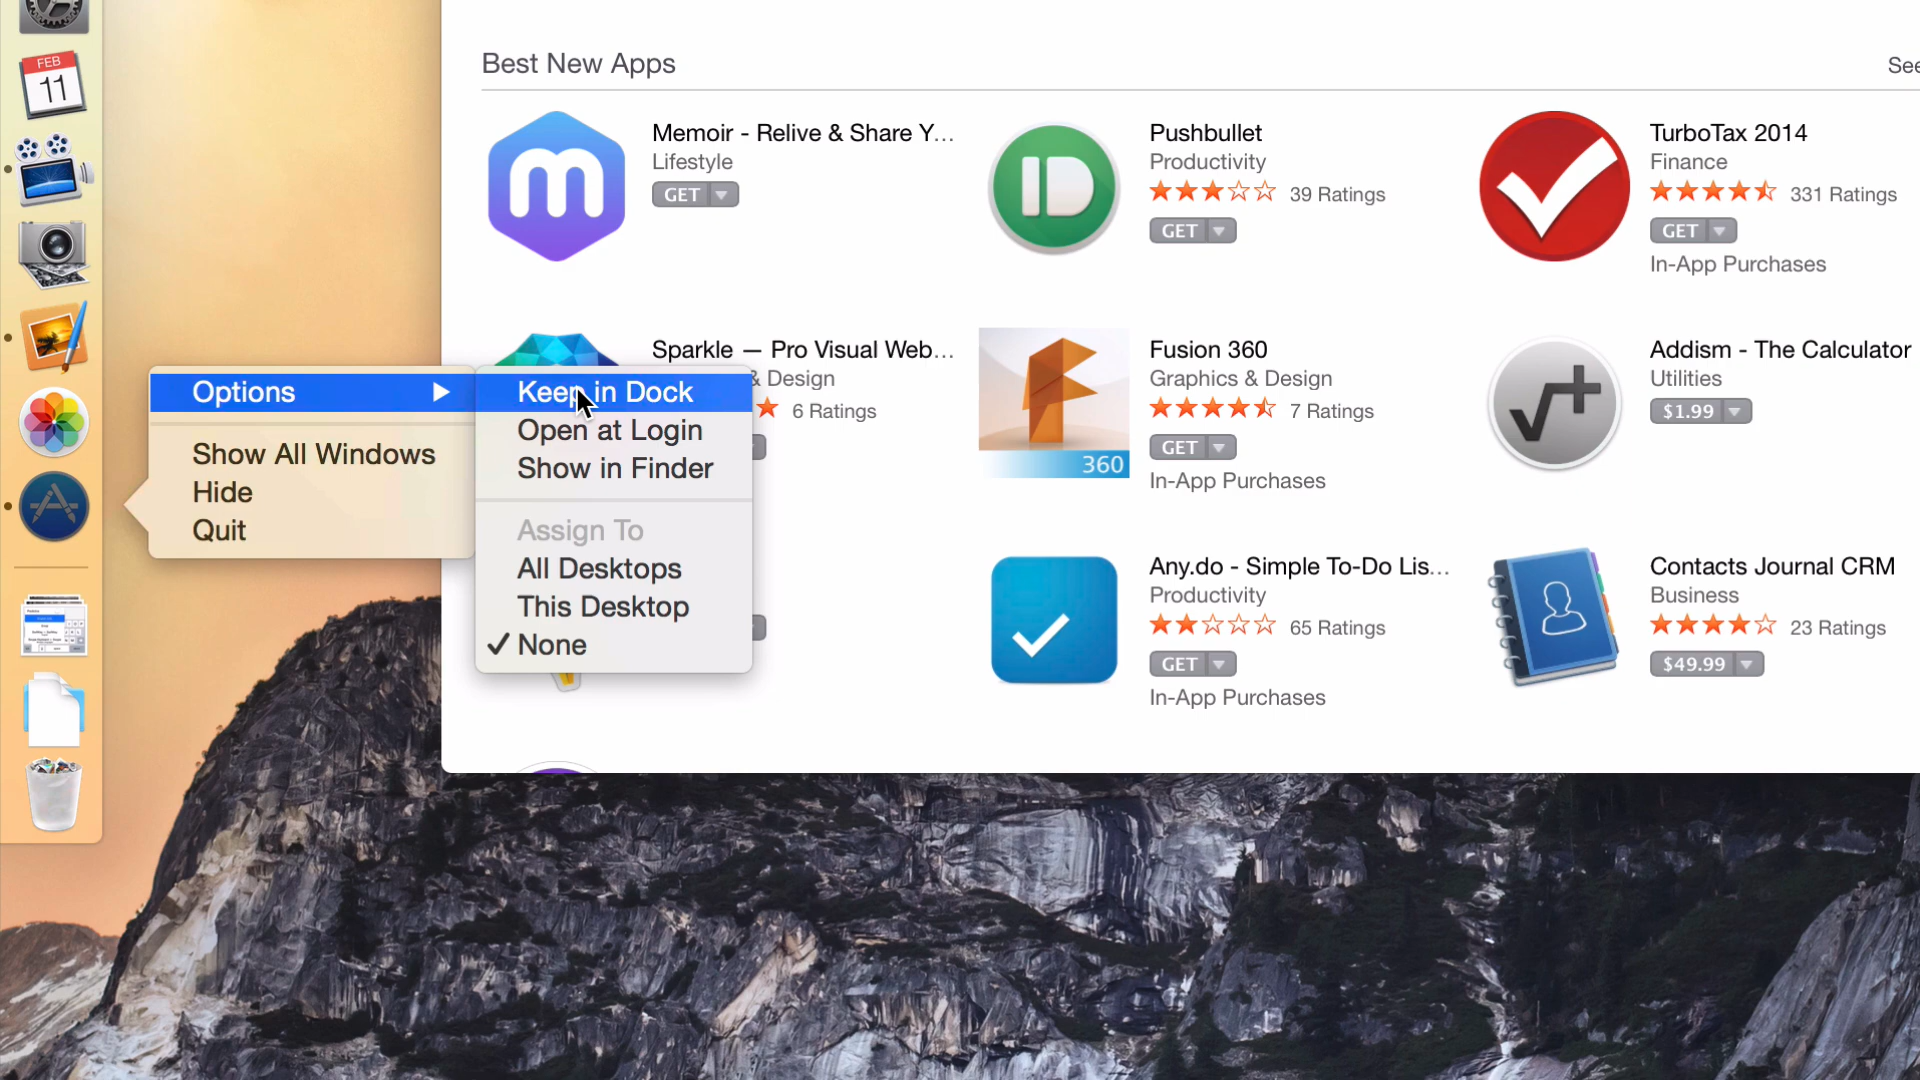 FEB
11
Best New Apps
See
Memoir - Relive & Share Y...
Lifestyle
GET
Pushbullet
Productivity
39 Ratings
GET
TurboTax 2014
Finance
331 Ratings
GET
In-App Purchases
Sparkle — Pro Visual Web...
& Design
6 Ratings
Fusion 360
Graphics & Design
7 Ratings
GET
In-App Purchases
360
Addism - The Calculator
Utilities
$1.99
Options
Show All Windows
Hide
Quit
Keep in Dock
Open at Login
Show in Finder
Assign To
All Desktops
This Desktop
None
Any.do - Simple To-Do Lis...
Productivity
65 Ratings
GET
In-App Purchases
Contacts Journal CRM
Business
23 Ratings
$49.99